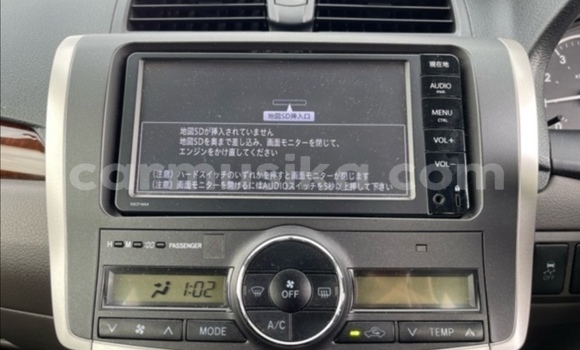 現在地
AUDIO
PWR
MENU
CTRL
VOL+
VOL-
地図SD挿入口
地図SDが挿入されていません
地図SDを奥まで差し込み、画面モニターを閉じて、
エンジンをかけ直してください
(注意) ハードスイッチのいずれかを押すと画面モニターが閉じます
(注意) 画面モニターを開けるにはAUDIOスイッチを5秒以上押して下さい
H M :00 PASSENGER
1:02
OFF
A/C
MODE
TEMP
OFF